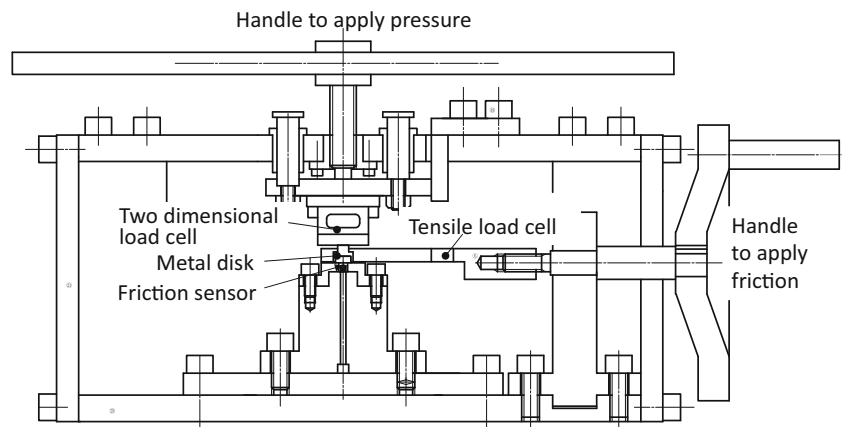 Handle to apply pressure
Two dimensional
load cell
Tensile load cell
Metal disk
Friction sensor
Handle
to apply
friction